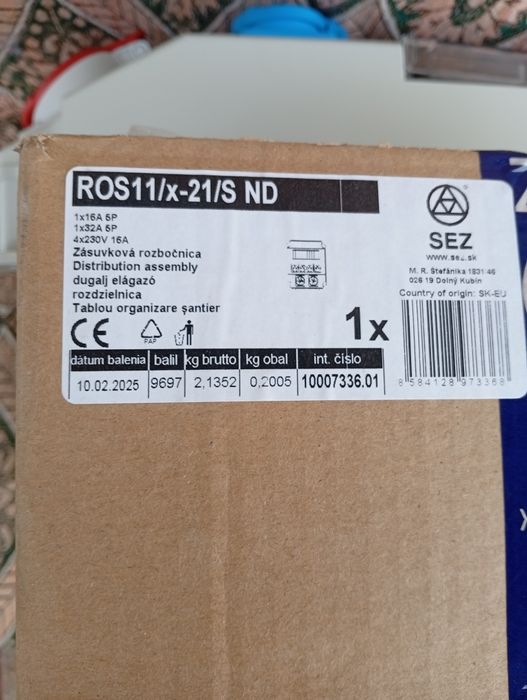 ROS11/x-21/S ND
1x16A 5P
1x32A 5P
4x230V 16A
Zásuvková rozbočnica
Distribution assembly
dugalj elágazó
rozdzielnica
Tablou organizare șantier
CE
PAP
1x
SEZ
www.sez.sk
M. R. Štefánika 1831/46
026 19 Dolný Kubín
Country of origin: SK-EU
8 584128 973368
dátum balenia balil kg brutto kg obal int. číslo
10.02.2025 9697 2,1352 0,2005 10007336.01